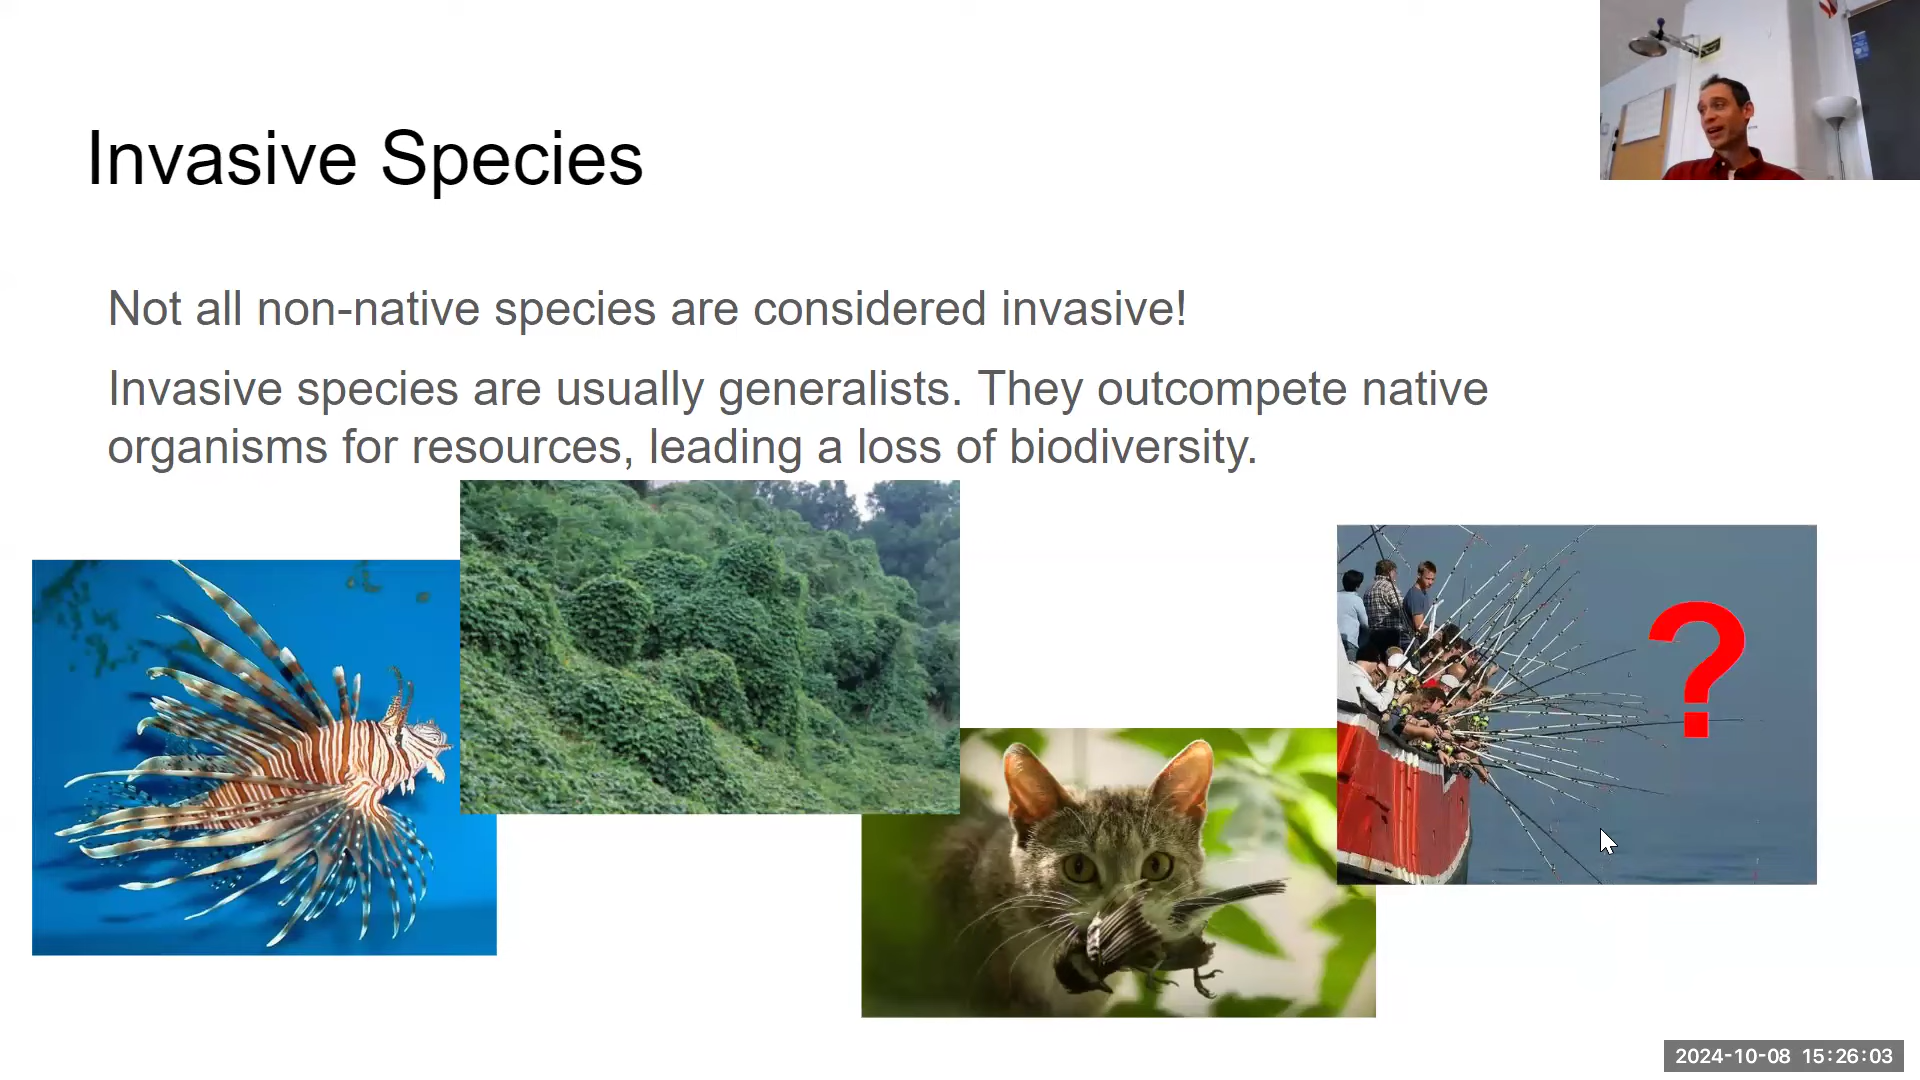 Invasive Species
Not all non-native species are considered invasive!
Invasive species are usually generalists. They outcompete native
organisms for resources, leading a loss of biodiversity.
?
2024-10-08 15:26:03